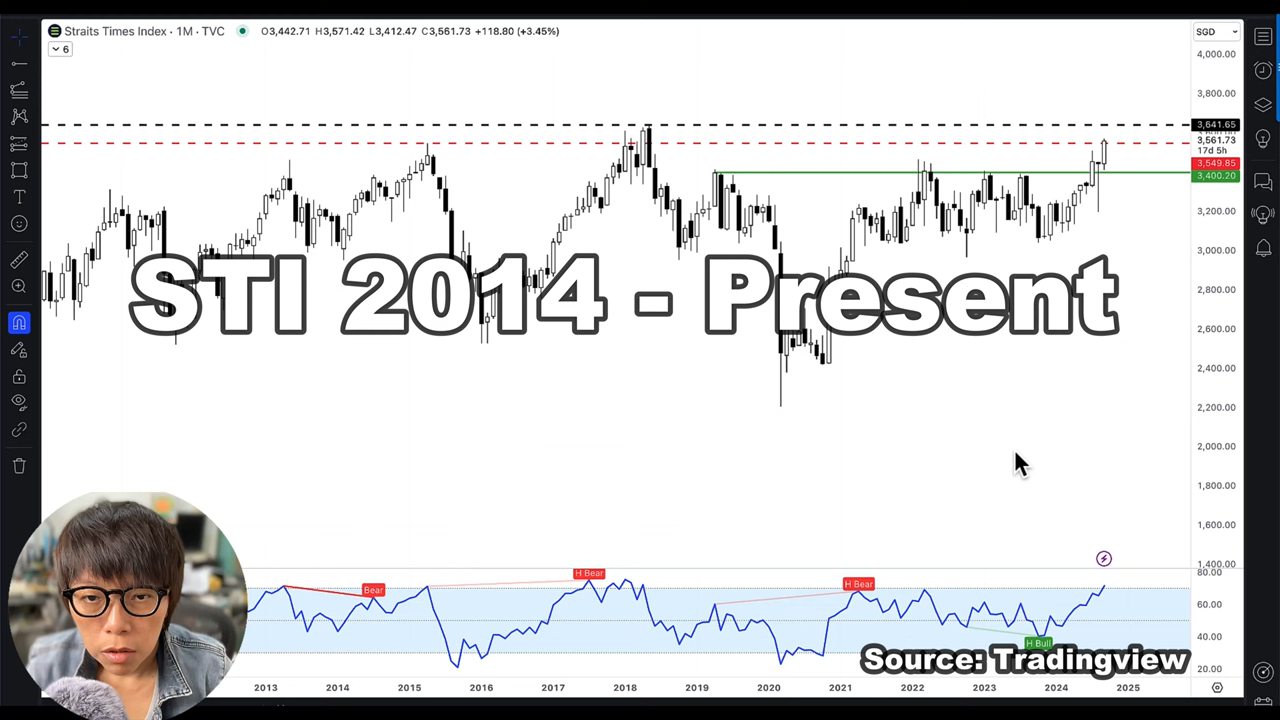 Straits Times Index · 1M · TVC O3,442.71 H3,571.42 L3,412.47 C3,561.73 +118.80 (+3.45%)
SGD
6
4,000.00
3,800.00
3,641.65
3,561.73
17d 5h
3,549.85
3,400.20
3,200.00
3,000.00
STI 2014 - Present
2,800.00
2,600.00
2,400.00
2,200.00
2,000.00
1,800.00
1,600.00
1,400.00
80.00
H Bear
H Bear
Bear
60.00
40.00
H Bull
Source: Tradingview
20.00
2013 2014 2015 2016 2017 2018 2019 2020 2021 2022 2023 2024 2025